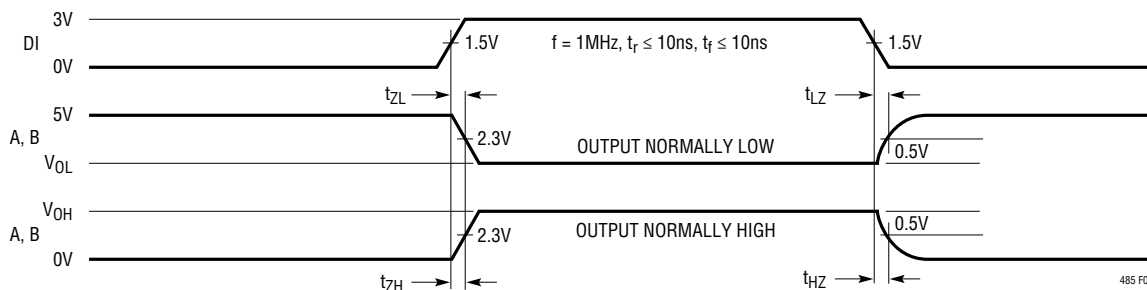 3V
DI
0V
1.5V
f = 1MHz, tr ≤ 10ns, tf ≤ 10ns
1.5V
tZL
tLZ
5V
A, B
VOL
2.3V
OUTPUT NORMALLY LOW
0.5V
VOH
A, B
0V
2.3V
OUTPUT NORMALLY HIGH
0.5V
tZH
tHZ
485 F0